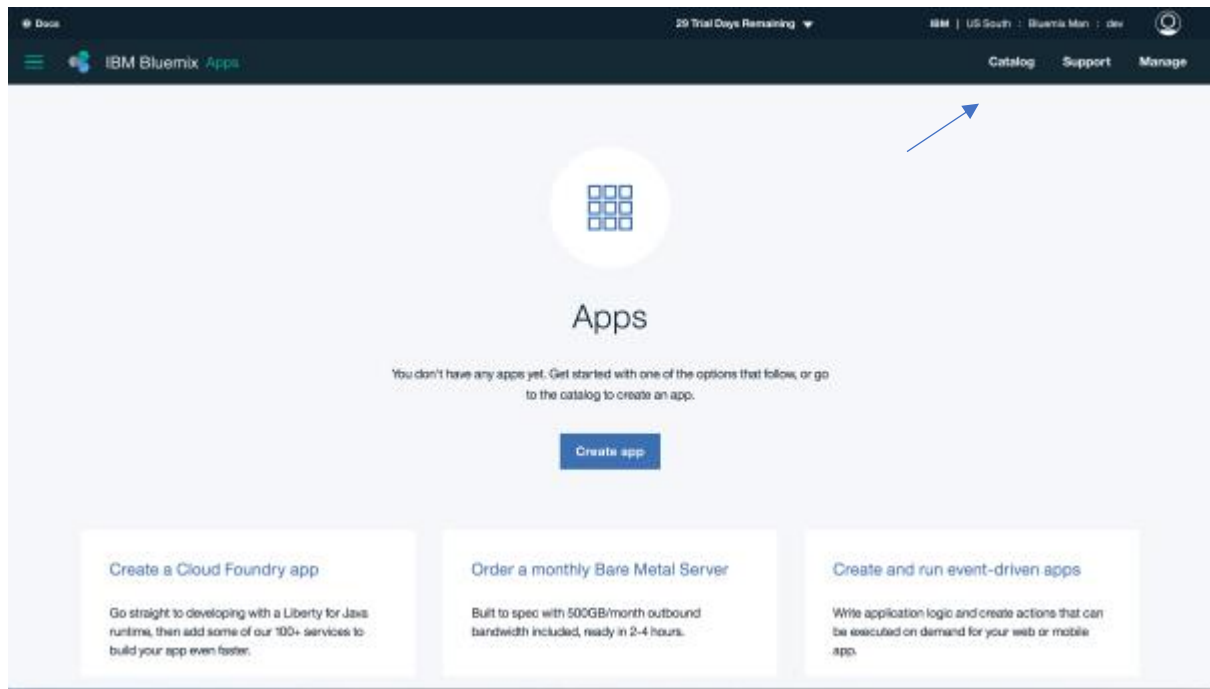 Docs
29 Trial Days Remaining
IBM | US South : Bluemix Man : dev
IBM Bluemix Apps
Catalog Support Manage
Apps
You don't have any apps yet. Get started with one of the options that follow, or go
to the catalog to create an app.
Create app
Create a Cloud Foundry app
Go straight to developing with a Liberty for Java
runtime, then add some of our 100+ services to
build your app even faster.
Order a monthly Bare Metal Server
Built to spec with 500GB/month outbound
bandwidth included, ready in 2-4 hours.
Create and run event-driven apps
Write application logic and create actions that can
be executed on demand for your web or mobile
app.